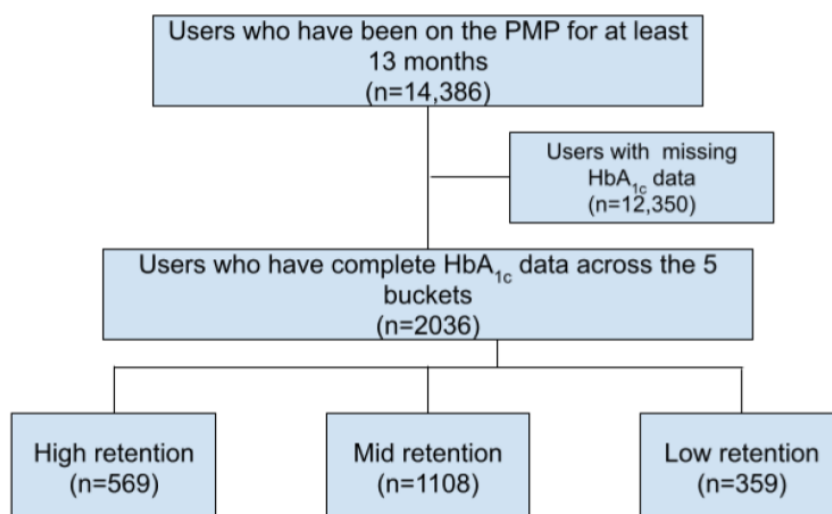 Users who have been on the PMP for at least
13 months
(n=14,386)
Users with  missing
HbA1c data
(n=12,350)
Users who have complete HbA1c data across the 5
buckets
(n=2036)
High retention
(n=569)
Mid retention
(n=1108)
Low retention
(n=359)